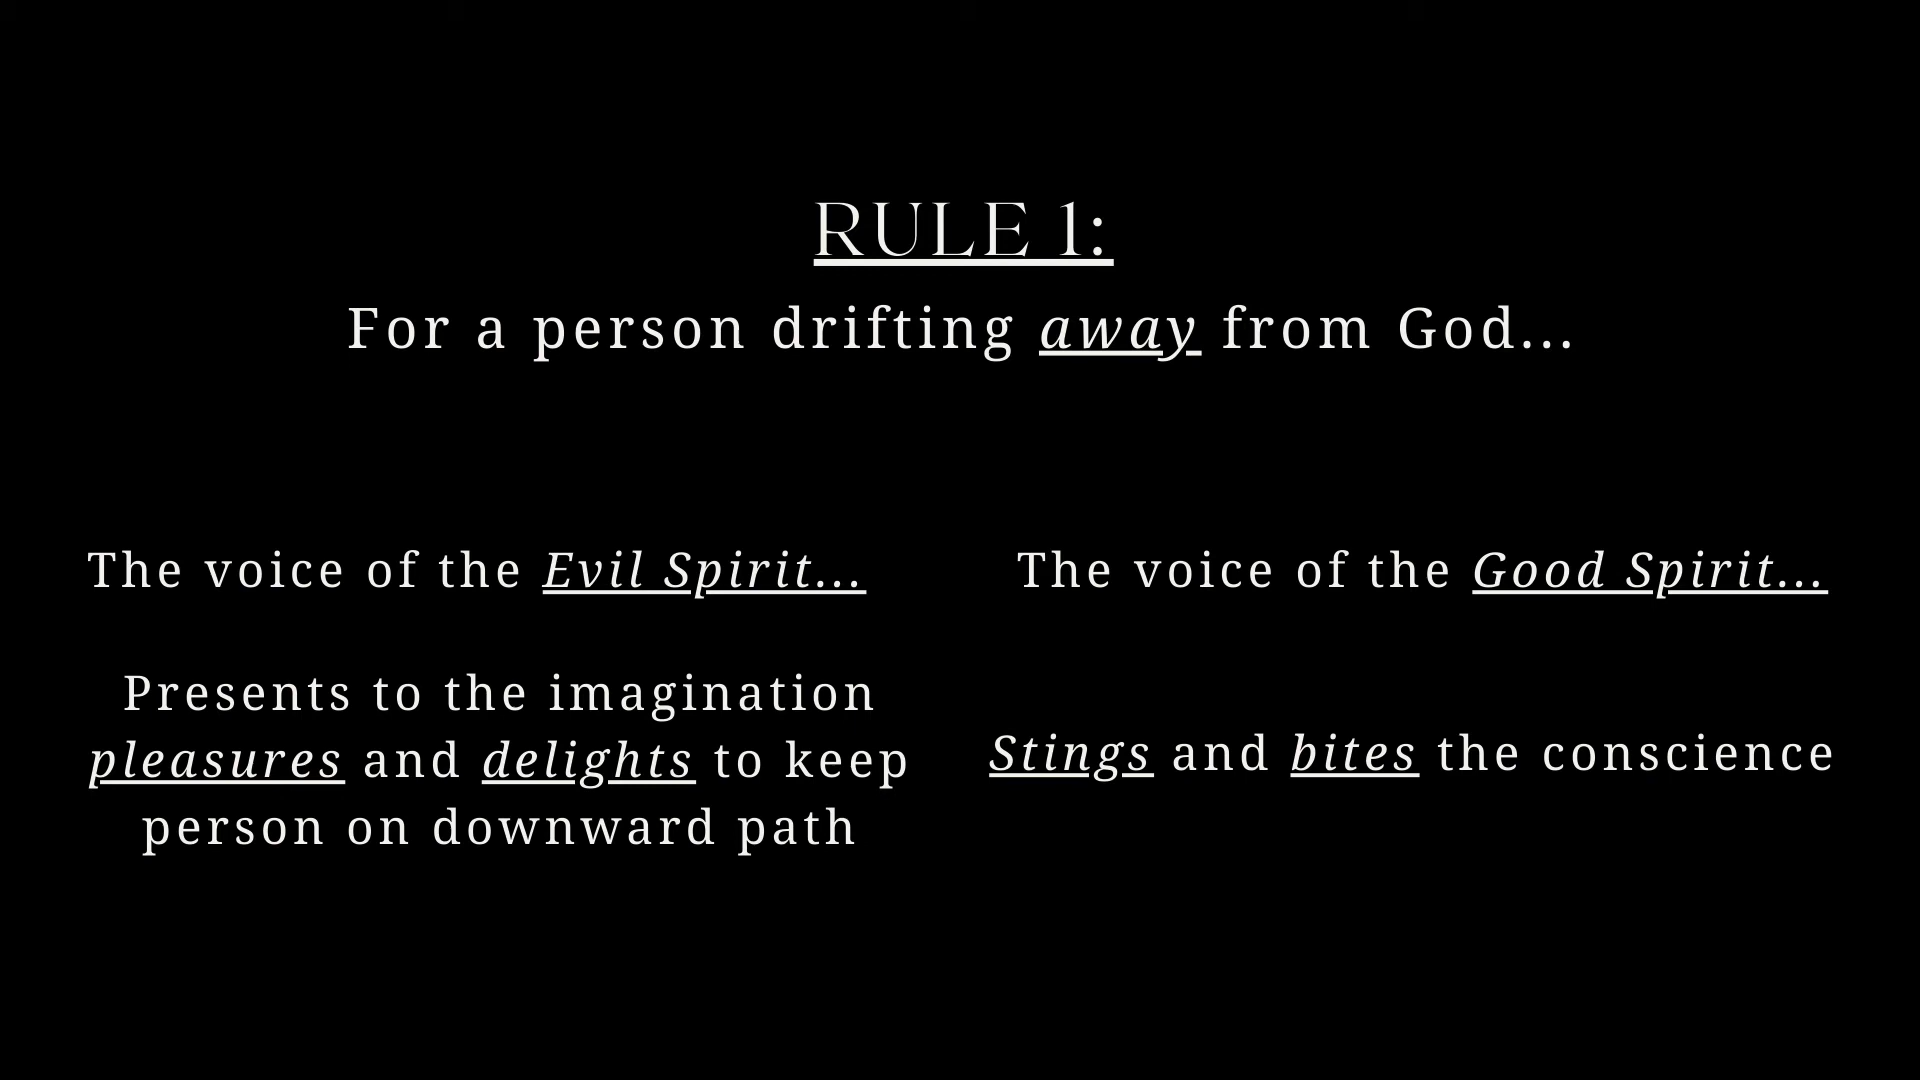 RULE 1:
For a person drifting away from God...
The voice of the Evil Spirit...
Presents to the imagination
pleasures and delights to keep
person on downward path
The voice of the Good Spirit...
Stings and bites the conscience